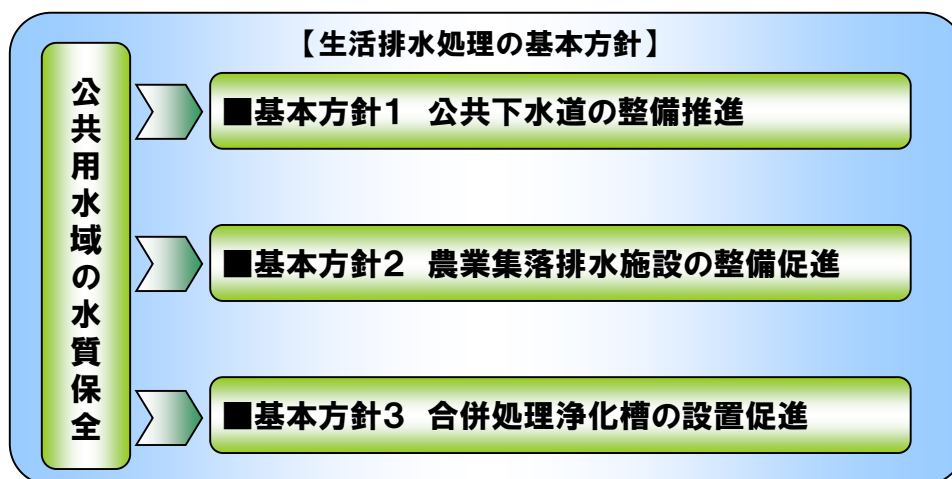 【生活排水処理の基本方針】
公共用水域の水質保全
■基本方針1 公共下水道の整備推進
■基本方針2 農業集落排水施設の整備促進
■基本方針3 合併処理浄化槽の設置促進